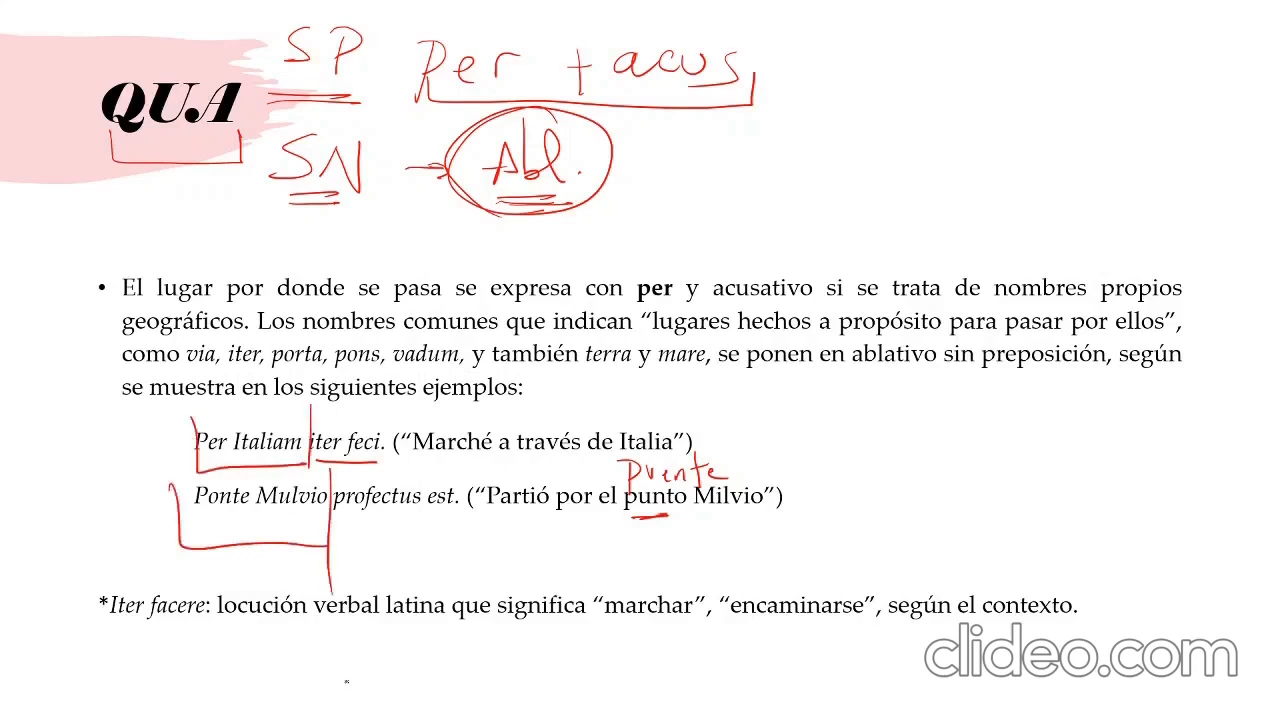 SP per + acus
QUA
SN → Abl.
• El lugar por donde se pasa se expresa con per y acusativo si se trata de nombres propios
geográficos. Los nombres comunes que indican “lugares hechos a propósito para pasar por ellos”,
como via, iter, porta, pons, vadum, y también terra y mare, se ponen en ablativo sin preposición, según
se muestra en los siguientes ejemplos:
Per Italiam iter feci. (“Marché a través de Italia”)
puente
Ponte Mulvio profectus est. (“Partió por el punto Milvio”)
*Iter facere: locución verbal latina que significa “marchar”, “encaminarse”, según el contexto.
clideo.com